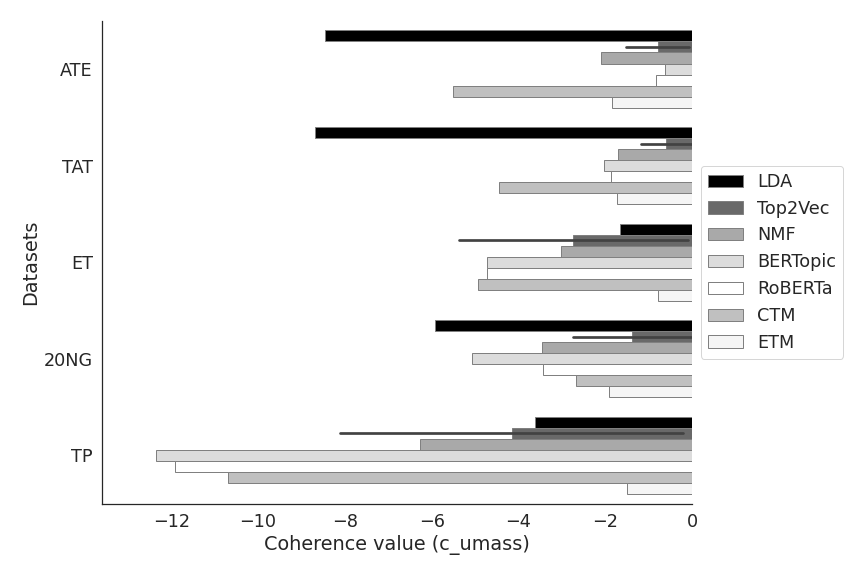 ATE
TAT
ET
20NG
TP
Datasets
−12 −10 −8 −6 −4 −2 0
Coherence value (c_umass)
LDA
Top2Vec
NMF
BERTopic
RoBERTa
CTM
ETM